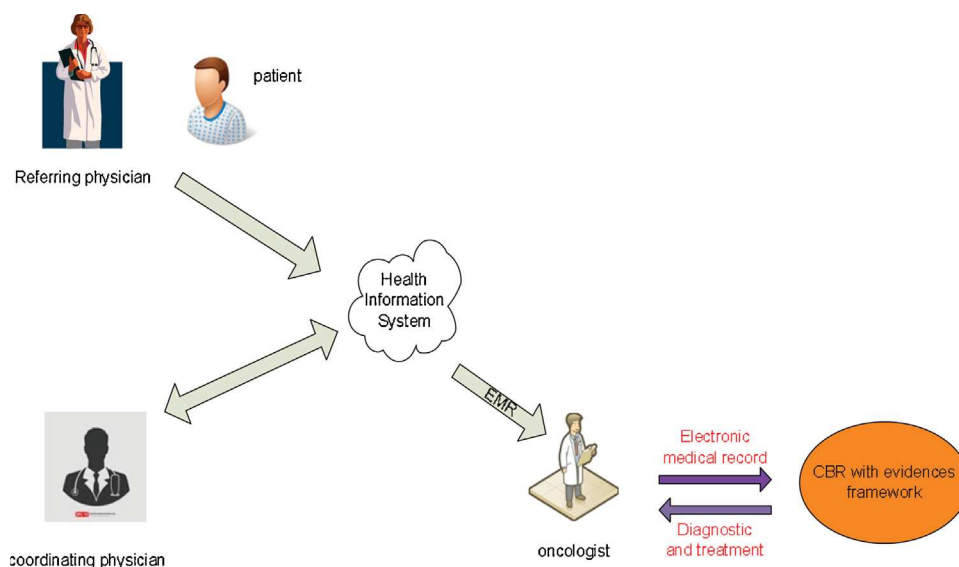 patient
Referring physician
Health
Information
System
EMR
Electronic
medical record
CBR with evidences
framework
Diagnostic
and treatment
oncologist
coordinating physician